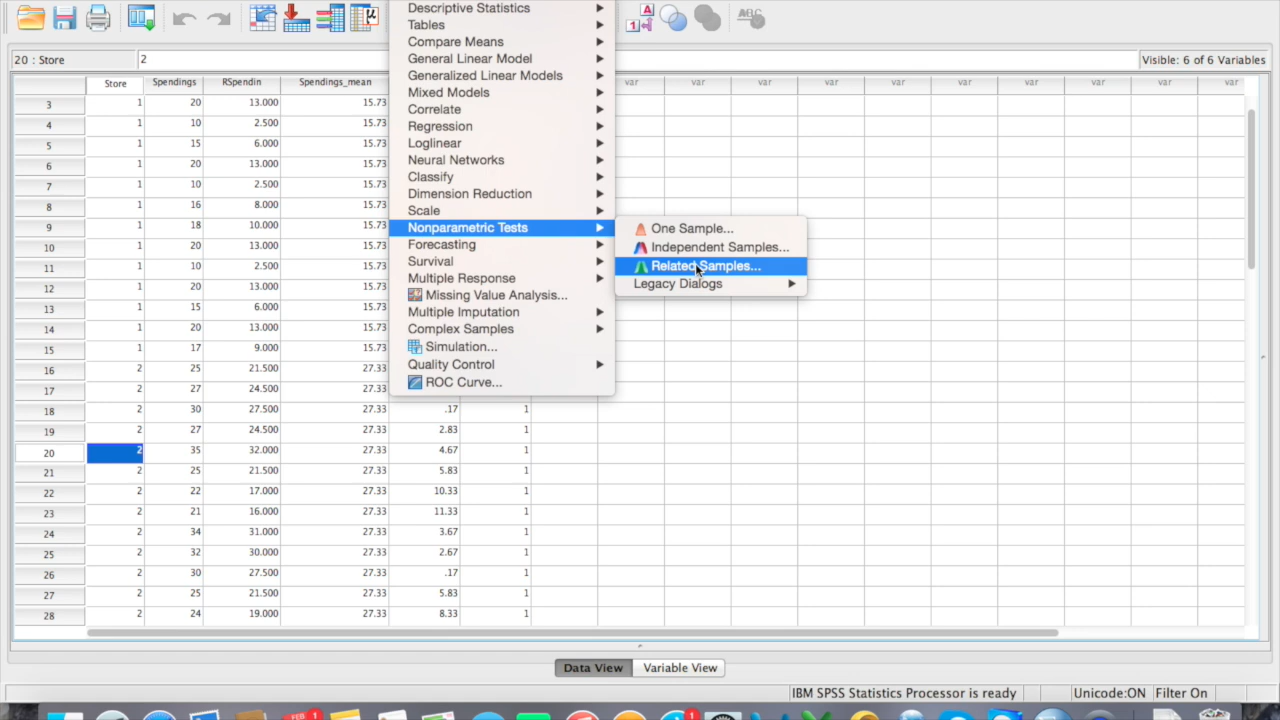 Descriptive Statistics
Tables
Compare Means
General Linear Model
Generalized Linear Models
Mixed Models
Correlate
Regression
Loglinear
Neural Networks
Classify
Dimension Reduction
Scale
Nonparametric Tests
Forecasting
Survival
Multiple Response
Missing Value Analysis...
Multiple Imputation
Complex Samples
Simulation...
Quality Control
ROC Curve...
One Sample...
Independent Samples...
Related Samples...
Legacy Dialogs
A
1
4
μ
ABC
20 : Store 2 Visible: 6 of 6 Variables
Store Spendings RSpendin Spendings_mean var var var var var var var var var var
3 1 20 13.000 15.73
4 1 10 2.500 15.73
5 1 15 6.000 15.73
6 1 20 13.000 15.73
7 1 10 2.500 15.73
8 1 16 8.000 15.73
9 1 18 10.000 15.73
10 1 20 13.000 15.73
11 1 10 2.500 15.73
12 1 20 13.000 15.73
13 1 15 6.000 15.73
14 1 20 13.000 15.73
15 1 17 9.000 15.73
16 2 25 21.500 27.33
17 2 27 24.500 27.33
18 2 30 27.500 27.33 .17 1
19 2 27 24.500 27.33 2.83 1
20 2 35 32.000 27.33 4.67 1
21 2 25 21.500 27.33 5.83 1
22 2 22 17.000 27.33 10.33 1
23 2 21 16.000 27.33 11.33 1
24 2 34 31.000 27.33 3.67 1
25 2 32 30.000 27.33 2.67 1
26 2 30 27.500 27.33 .17 1
27 2 25 21.500 27.33 5.83 1
28 2 24 19.000 27.33 8.33 1
Data View Variable View
IBM SPSS Statistics Processor is ready Unicode:ON Filter On
FEB 1
1